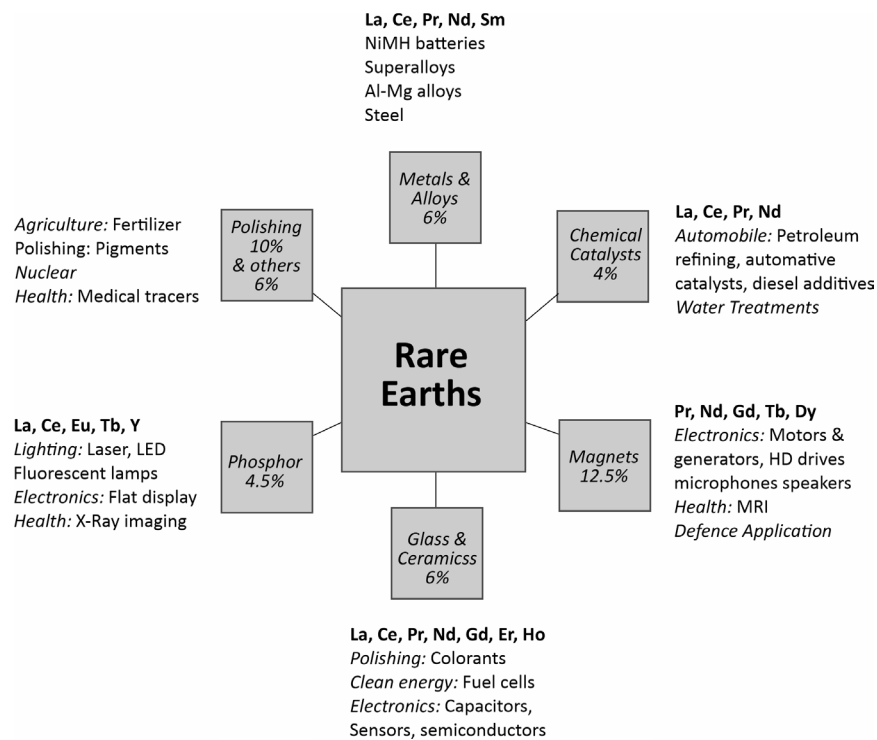 La, Ce, Pr, Nd, Sm
NiMH batteries
Superalloys
Al-Mg alloys
Steel
Metals &
Alloys
6%
Agriculture: Fertilizer
Polishing: Pigments
Nuclear
Health: Medical tracers
Polishing
10%
& others
6%
Chemical
Catalysts
4%
La, Ce, Pr, Nd
Automobile: Petroleum
refining, automative
catalysts, diesel additives
Water Treatments
Rare
Earths
La, Ce, Eu, Tb, Y
Lighting: Laser, LED
Fluorescent lamps
Electronics: Flat display
Health: X-Ray imaging
Phosphor
4.5%
Magnets
12.5%
Pr, Nd, Gd, Tb, Dy
Electronics: Motors &
generators, HD drives
microphones speakers
Health: MRI
Defence Application
Glass &
Ceramicss
6%
La, Ce, Pr, Nd, Gd, Er, Ho
Polishing: Colorants
Clean energy: Fuel cells
Electronics: Capacitors,
Sensors, semiconductors